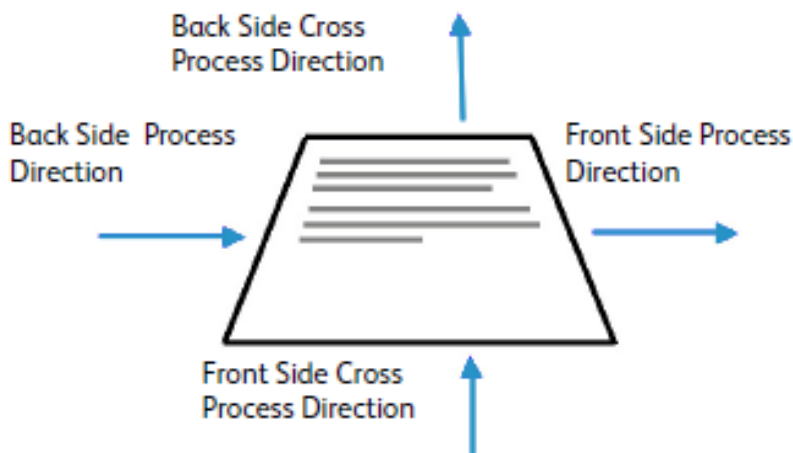 Back Side Cross
Process Direction
Back Side Process
Direction
Front Side Process
Direction
Front Side Cross
Process Direction